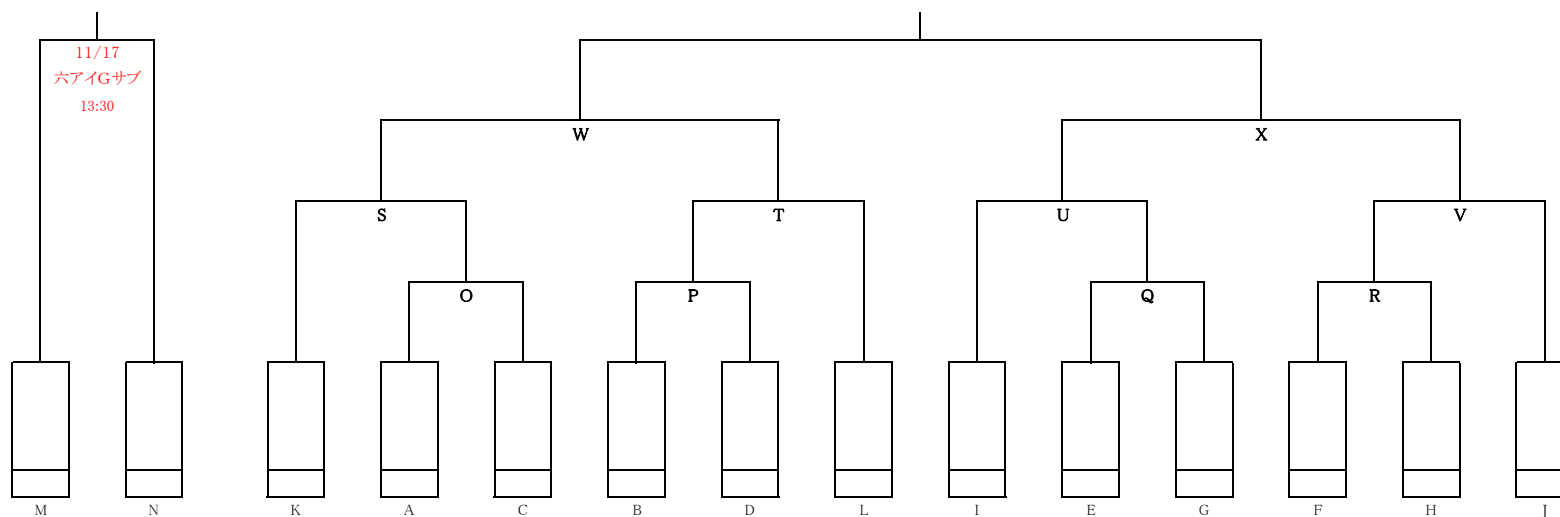 11/17
六アイGサブ
13:30
W X
S T U V
O P Q R
M N K A C B D L I E G F H J